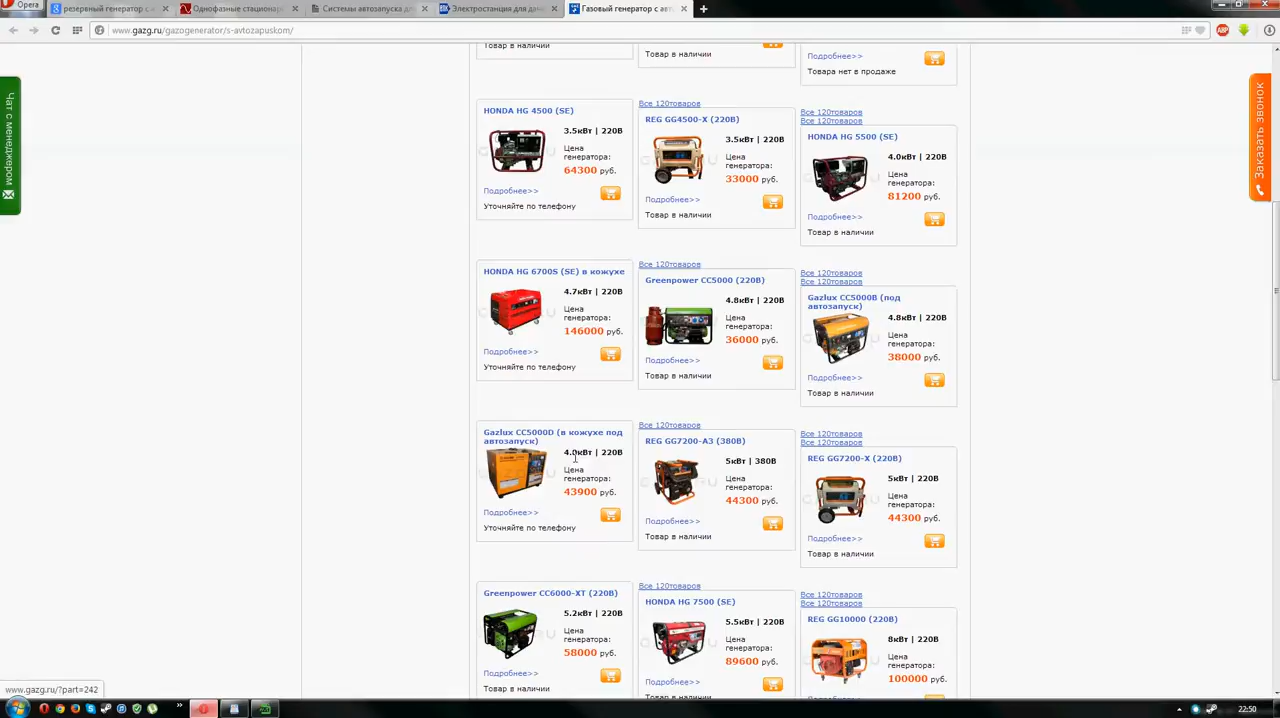 Opera
резервный генератор с
Однофазные стациона
Системы автозапуска для
Электростанция для дач
Газовый генератор с авт
www.gazg.ru/gazogenerator/s-avtozapuskom/
ABP
Чат с менеджером
Заказать звонок
Товар в наличии
Товар в наличии
Подробнее>>
Товара нет в продаже
HONDA HG 4500 (SE)
3.5кВт | 220В
Цена
генератора:
64300 руб.
Подробнее>>
Уточняйте по телефону
Все 120товаров
REG GG4500-X (220В)
3.5кВт | 220В
Цена
генератора:
33000 руб.
Подробнее>>
Товар в наличии
Все 120товаров
Все 120товаров
HONDA HG 5500 (SE)
4.0кВт | 220В
Цена
генератора:
81200 руб.
Подробнее>>
Товар в наличии
HONDA HG 6700S (SE) в кожухе
4.7кВт | 220В
Цена
генератора:
146000 руб.
Подробнее>>
Уточняйте по телефону
Все 120товаров
Greenpower CC5000 (220В)
4.8кВт | 220В
Цена
генератора:
36000 руб.
Подробнее>>
Товар в наличии
Все 120товаров
Все 120товаров
Gazlux CC5000B (под
автозапуск)
4.8кВт | 220В
Цена
генератора:
38000 руб.
Подробнее>>
Товар в наличии
Gazlux CC5000D (в кожухе под
автозапуск)
4.0кВт | 220В
Цена
генератора:
43900 руб.
Подробнее>>
Уточняйте по телефону
Все 120товаров
REG GG7200-A3 (380В)
5кВт | 380В
Цена
генератора:
44300 руб.
Подробнее>>
Товар в наличии
Все 120товаров
Все 120товаров
REG GG7200-X (220В)
5кВт | 220В
Цена
генератора:
44300 руб.
Подробнее>>
Товар в наличии
Greenpower CC6000-XT (220В)
5.2кВт | 220В
Цена
генератора:
58000 руб.
Подробнее>>
Товар в наличии
Все 120товаров
HONDA HG 7500 (SE)
5.5кВт | 220В
Цена
генератора:
89600 руб.
Подробнее>>
Все 120товаров
Все 120товаров
REG GG10000 (220В)
8кВт | 220В
Цена
генератора:
100000 руб.
www.gazg.ru/?part=242
22:50